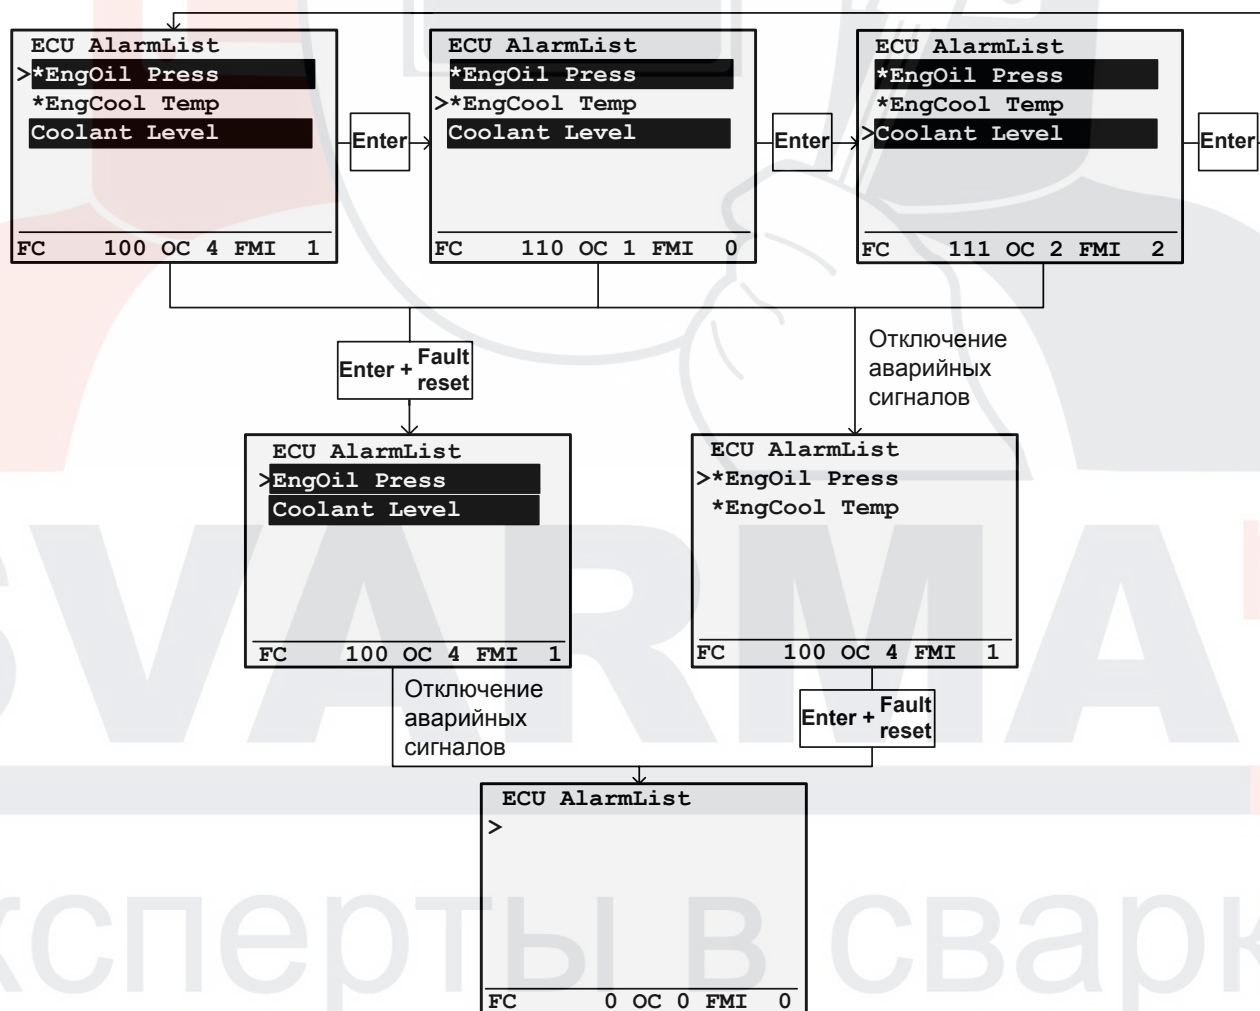 ECU AlarmList
>*EngOil Press
*EngCool Temp
Coolant Level
FC 100 OC 4 FMI 1
Enter
ECU AlarmList
*EngOil Press
>*EngCool Temp
Coolant Level
FC 110 OC 1 FMI 0
Enter
ECU AlarmList
*EngOil Press
*EngCool Temp
>Coolant Level
FC 111 OC 2 FMI 2
Enter
Enter + Fault
reset
Отключение
аварийных
сигналов
ECU AlarmList
>EngOil Press
Coolant Level
FC 100 OC 4 FMI 1
ECU AlarmList
>*EngOil Press
*EngCool Temp
FC 100 OC 4 FMI 1
Отключение
аварийных
сигналов
Enter + Fault
reset
ECU AlarmList
>
FC 0 OC 0 FMI 0
SVARMA
ксперты в сварк